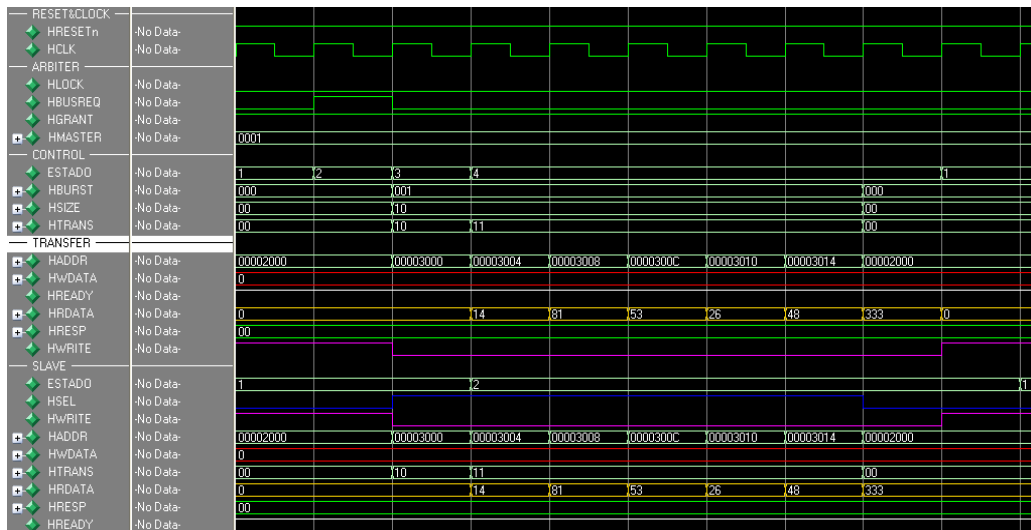 RESET&CLOCK
HRESETn -No Data-
HCLK -No Data-
ARBITER
HLOCK -No Data-
HBUSREQ -No Data-
HGRANT -No Data-
HMASTER -No Data- 0001
CONTROL
ESTADO -No Data- 1 2 3 4 1
HBURST -No Data- 000 001 000
HSIZE -No Data- 00 10 00
HTRANS -No Data- 00 10 11 00
TRANSFER
HADDR -No Data- 00002000 00003000 00003004 00003008 0000300C 00003010 00003014 00002000
HWDATA -No Data- 0
HREADY -No Data-
HRDATA -No Data- 0 14 81 53 26 48 333 0
HRESP -No Data- 00
HWRITE -No Data-
SLAVE
ESTADO -No Data- 1 2 1
HSEL -No Data-
HWRITE -No Data-
HADDR -No Data- 00002000 00003000 00003004 00003008 0000300C 00003010 00003014 00002000
HWDATA -No Data- 0
HTRANS -No Data- 00 10 11 00
HRDATA -No Data- 0 14 81 53 26 48 333
HRESP -No Data- 00
HREADY -No Data-